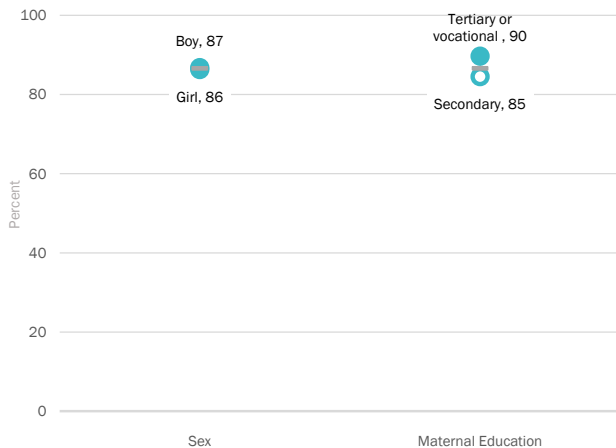 100
80
60
40
20
0
Percent
Boy, 87
Girl, 86
Tertiary or
vocational , 90
Secondary, 85
Sex
Maternal Education